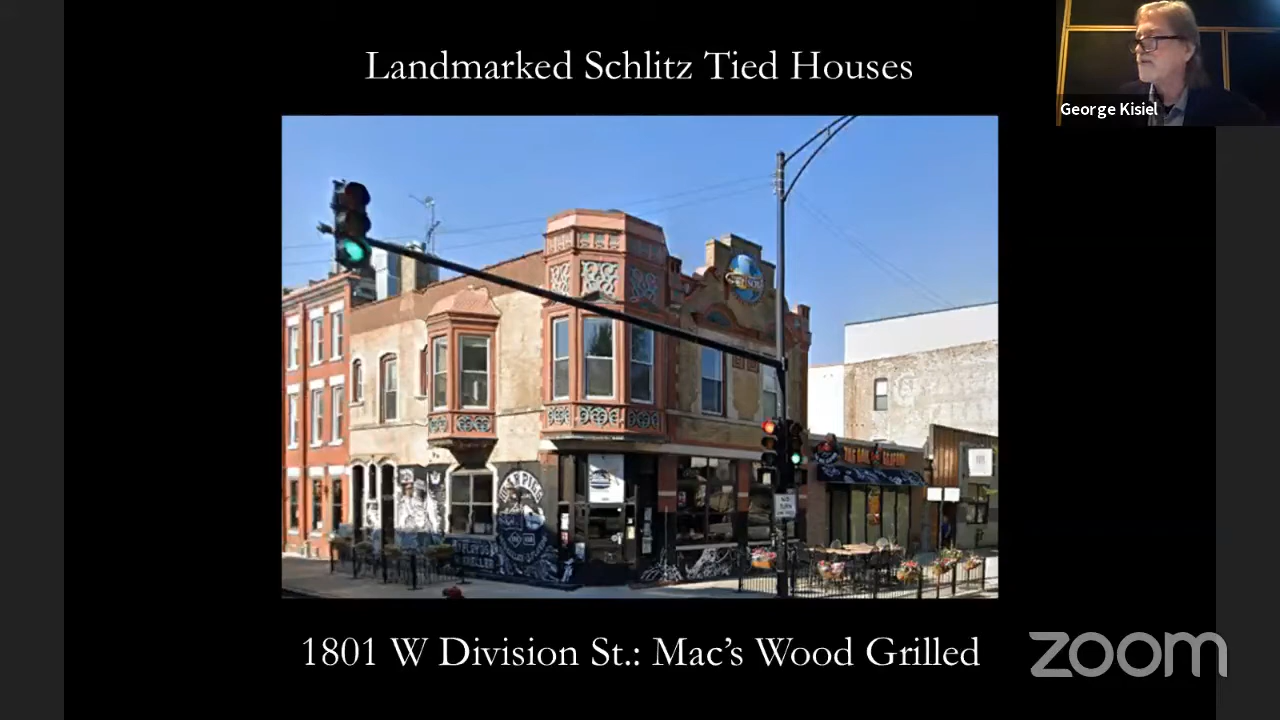 Landmarked Schlitz Tied Houses
George Kisiel
1801 W Division St.: Mac's Wood Grilled
zoom